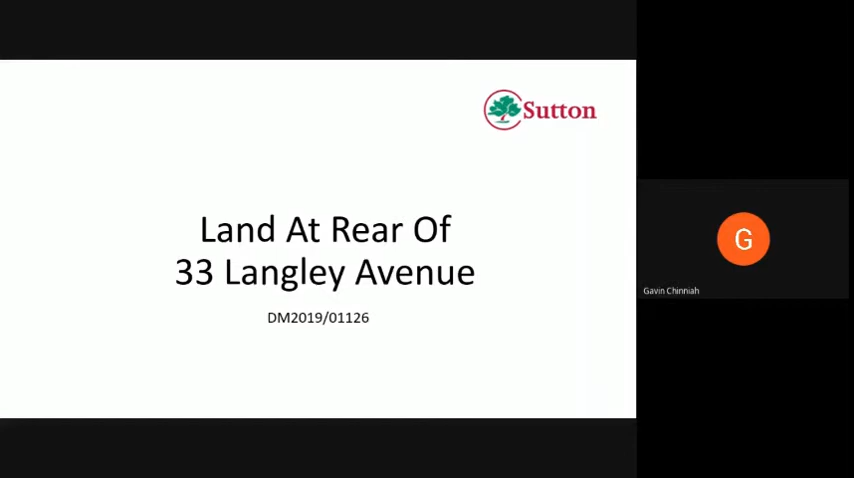 Sutton
Land At Rear Of
33 Langley Avenue
DM2019/01126
G
Gavin Chinniah